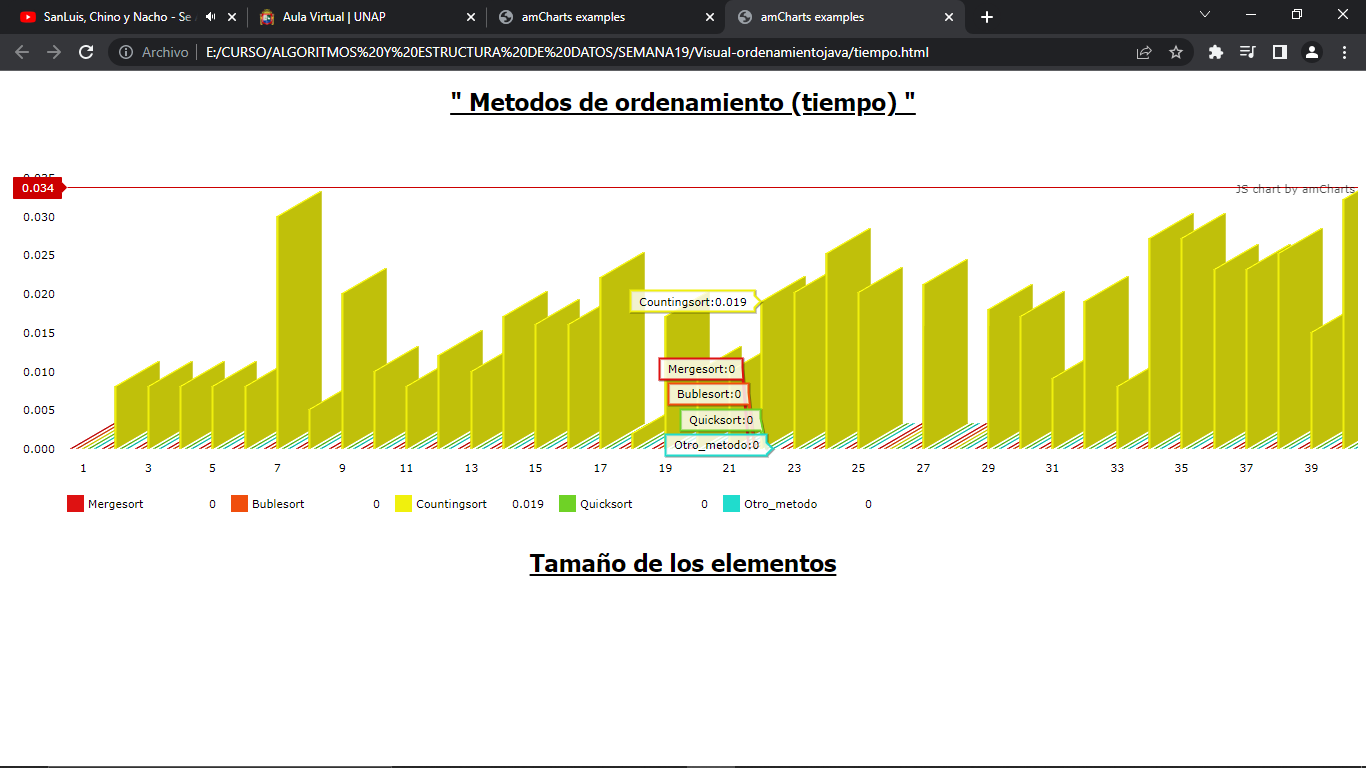 SanLuis, Chino y Nacho - Se
Aula Virtual | UNAP
amCharts examples
amCharts examples
Archivo
E:/CURSO/ALGORITMOS%20Y%20ESTRUCTURA%20DE%20DATOS/SEMANA19/Visual-ordenamientojava/tiempo.html
" Metodos de ordenamiento (tiempo) "
0.035
0.034
JS chart by amCharts
0.030
0.025
0.020
0.015
0.010
0.005
0.000
Countingsort:0.019
Mergesort:0
Bublesort:0
Quicksort:0
Otro_metodo:0
1 3 5 7 9 11 13 15 17 19 21 23 25 27 29 31 33 35 37 39
Mergesort 0 Bublesort 0 Countingsort 0.019 Quicksort 0 Otro_metodo 0
Tamaño de los elementos